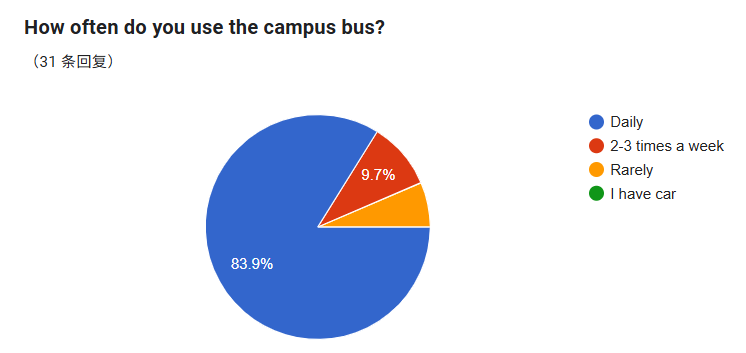 How often do you use the campus bus?
（31 条回复）
Daily
2-3 times a week
Rarely
I have car
9.7%
83.9%